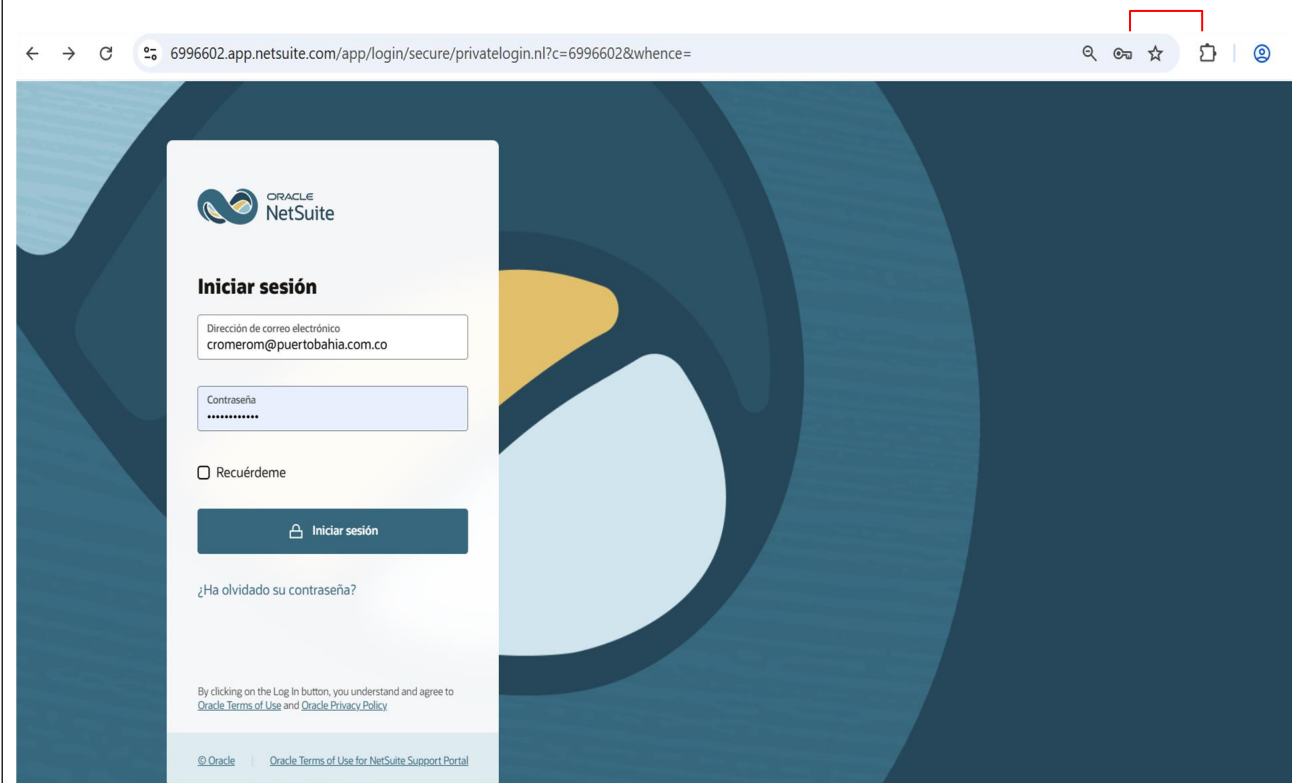 6996602.app.netsuite.com/app/login/secure/privatelogin.nl?c=6996602&whence=
ORACLE
NetSuite
Iniciar sesión
Dirección de correo electrónico
cromerom@puertobahia.com.co
Contraseña
••••••••••••
Recuérdeme
Iniciar sesión
¿Ha olvidado su contraseña?
By clicking on the Log In button, you understand and agree to
Oracle Terms of Use and Oracle Privacy Policy
© Oracle Oracle Terms of Use for NetSuite Support Portal